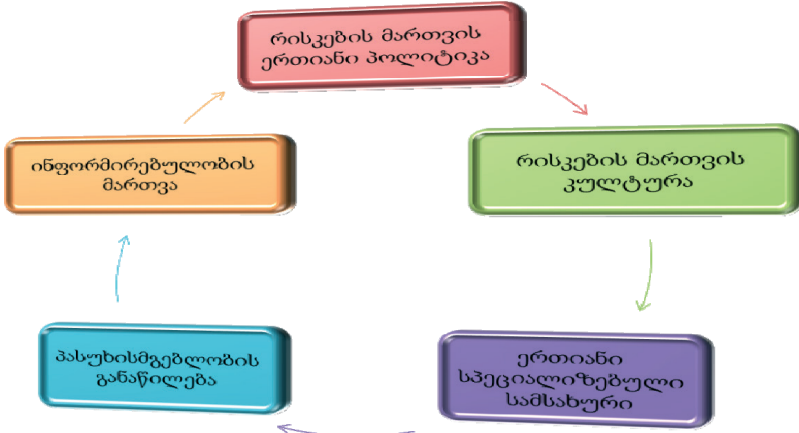 რისკების მართვის
ერთიანი პოლიტიკა
რისკების მართვის
კულტურა
ერთიანი
სპეციალიზებული
სამსახური
პასუხისმგებლობის
განაწილება
ინფორმირებულობის
მართვა